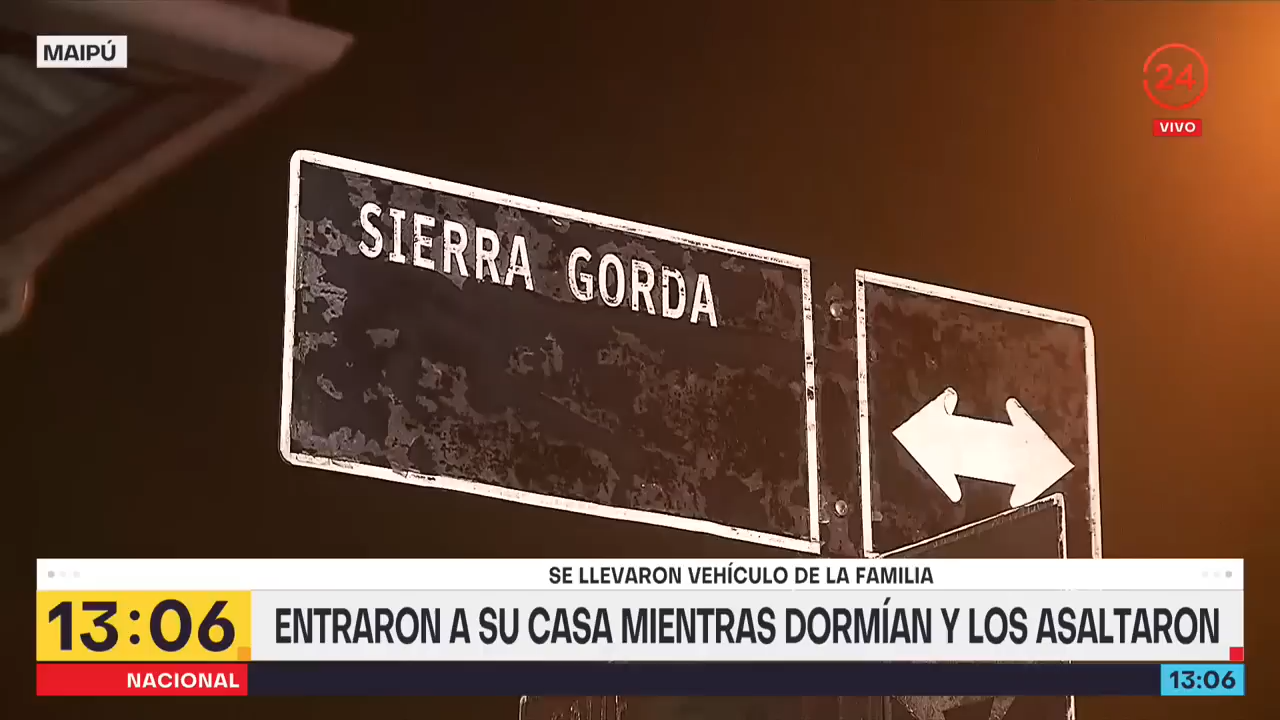 MAIPÚ
24
VIVO
SIERRA GORDA
SE LLEVARON VEHÍCULO DE LA FAMILIA
13:06
ENTRARON A SU CASA MIENTRAS DORMÍAN Y LOS ASALTARON
NACIONAL
13:06